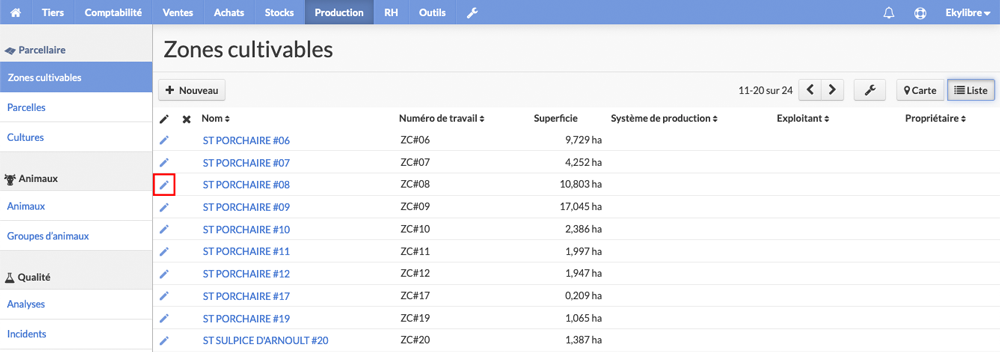 Tiers Comptabilité Ventes Achats Stocks Production RH Outils Ekylibre
Parcellaire
Zones cultivables
Parcelles
Cultures
Animaux
Animaux
Groupes d'animaux
Qualité
Analyses
Incidents
Zones cultivables
Nouveau 11-20 sur 24 Carte Liste
Nom Numéro de travail Superficie Système de production Exploitant Propriétaire
ST PORCHAIRE #06 ZC#06 9,729 ha
ST PORCHAIRE #07 ZC#07 4,252 ha
ST PORCHAIRE #08 ZC#08 10,803 ha
ST PORCHAIRE #09 ZC#09 17,045 ha
ST PORCHAIRE #10 ZC#10 2,386 ha
ST PORCHAIRE #11 ZC#11 1,997 ha
ST PORCHAIRE #12 ZC#12 1,947 ha
ST PORCHAIRE #17 ZC#17 0,209 ha
ST PORCHAIRE #19 ZC#19 1,065 ha
ST SULPICE D'ARNOULT #20 ZC#20 1,387 ha